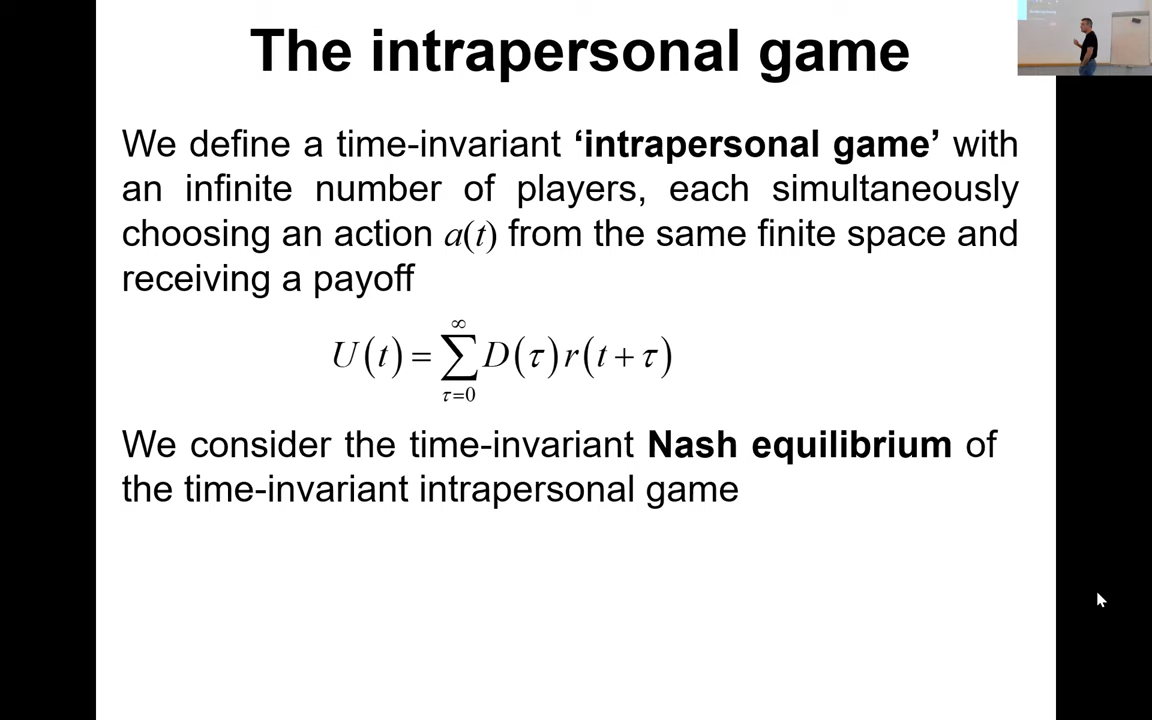 The intrapersonal game
We define a time-invariant ‘intrapersonal game’ with
an infinite number of players, each simultaneously
choosing an action a(t) from the same finite space and
receiving a payoff
U(t) = ∑_{τ=0}^{∞} D(τ) r(t + τ)
We consider the time-invariant Nash equilibrium of
the time-invariant intrapersonal game